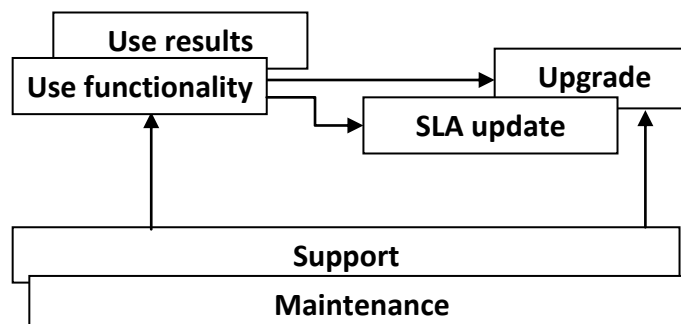 Use results
Use functionality
Upgrade
SLA update
Support
Maintenance